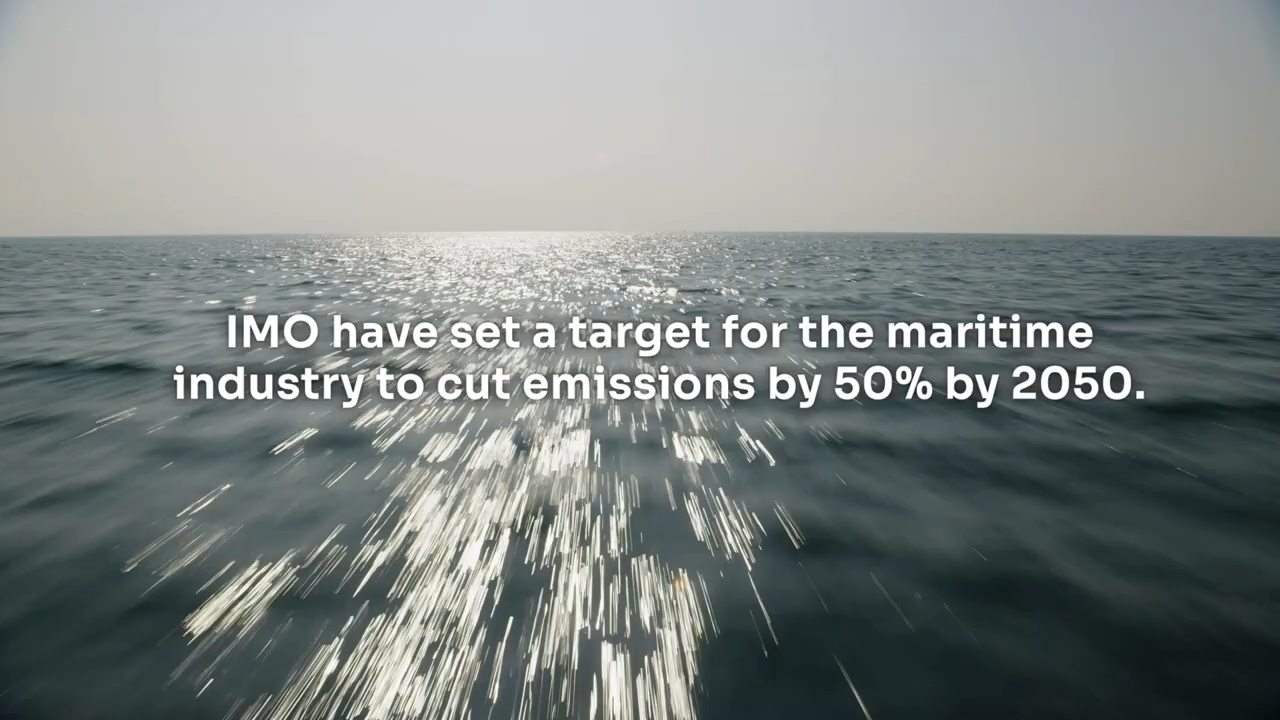 IMO have set a target for the maritime
industry to cut emissions by 50% by 2050.